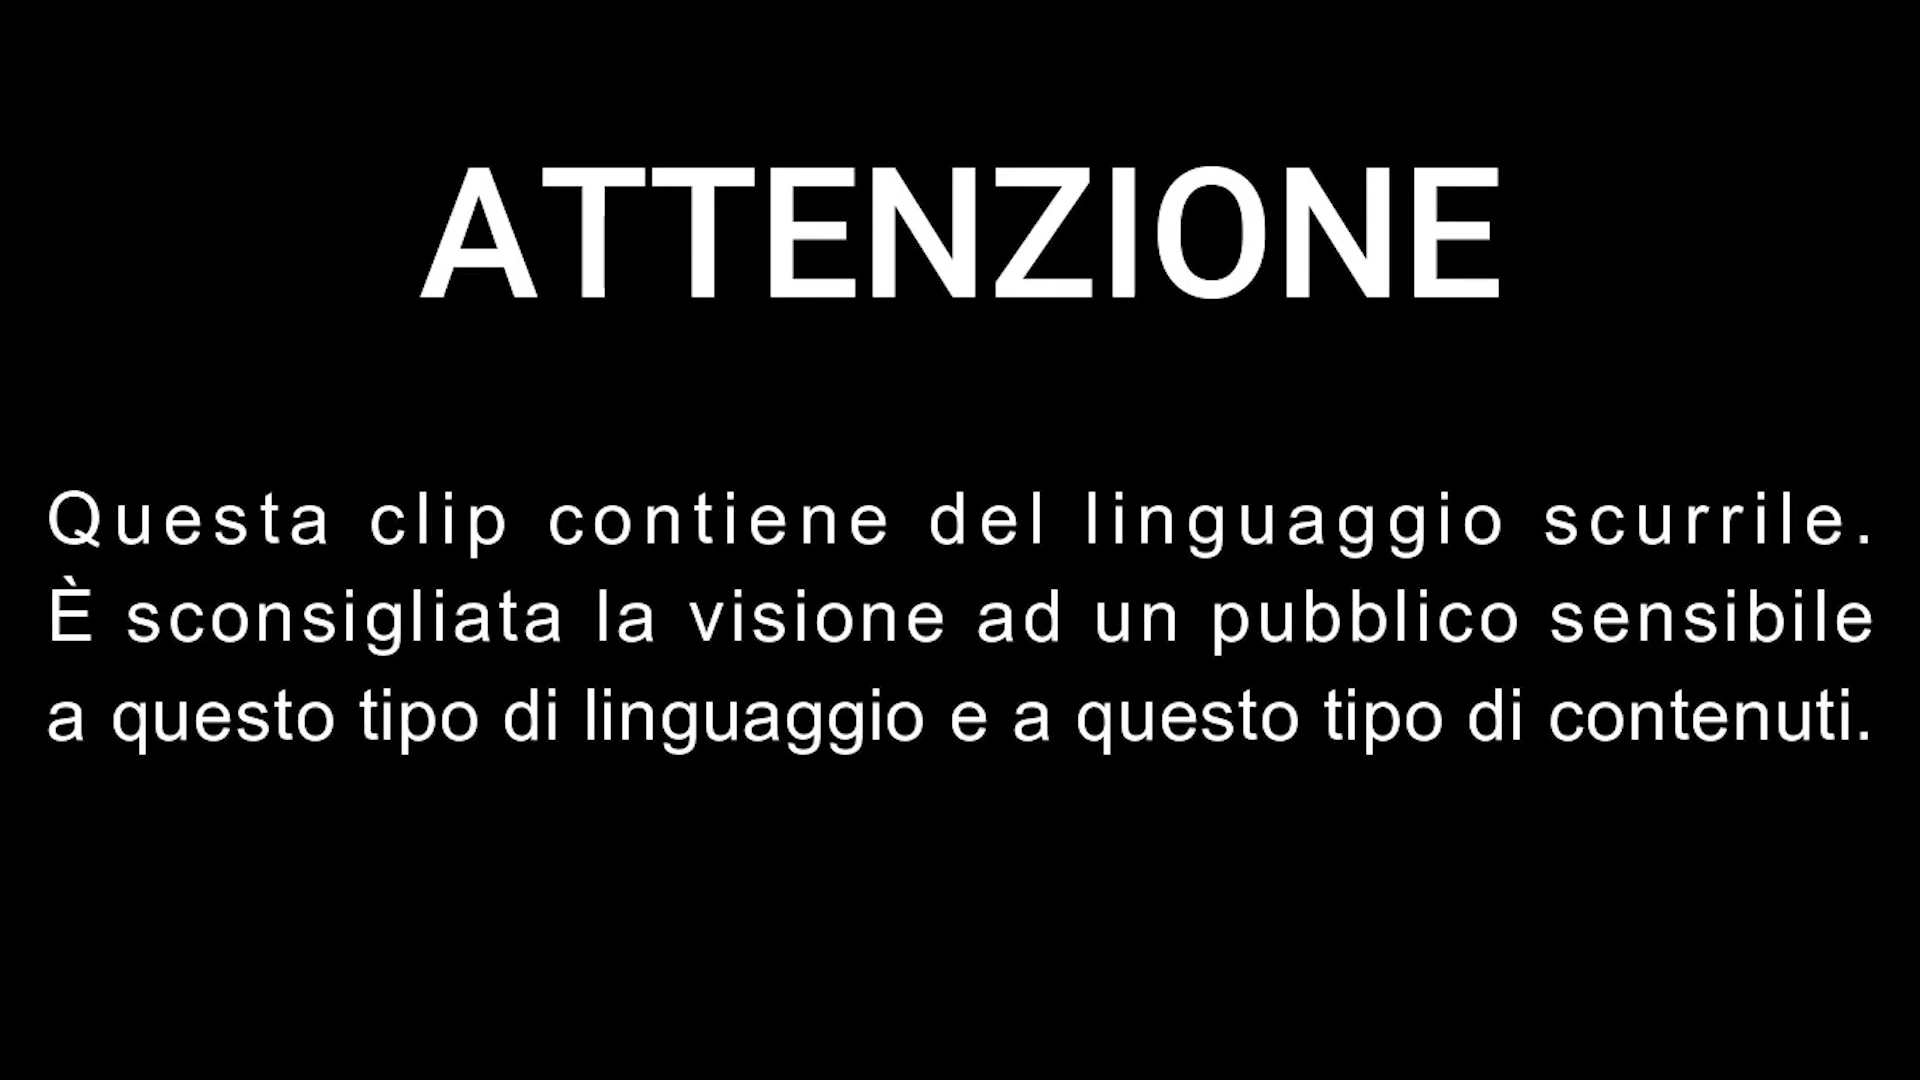 ATTENZIONE
Questa clip contiene del linguaggio scurrile.
È sconsigliata la visione ad un pubblico sensibile
a questo tipo di linguaggio e a questo tipo di contenuti.